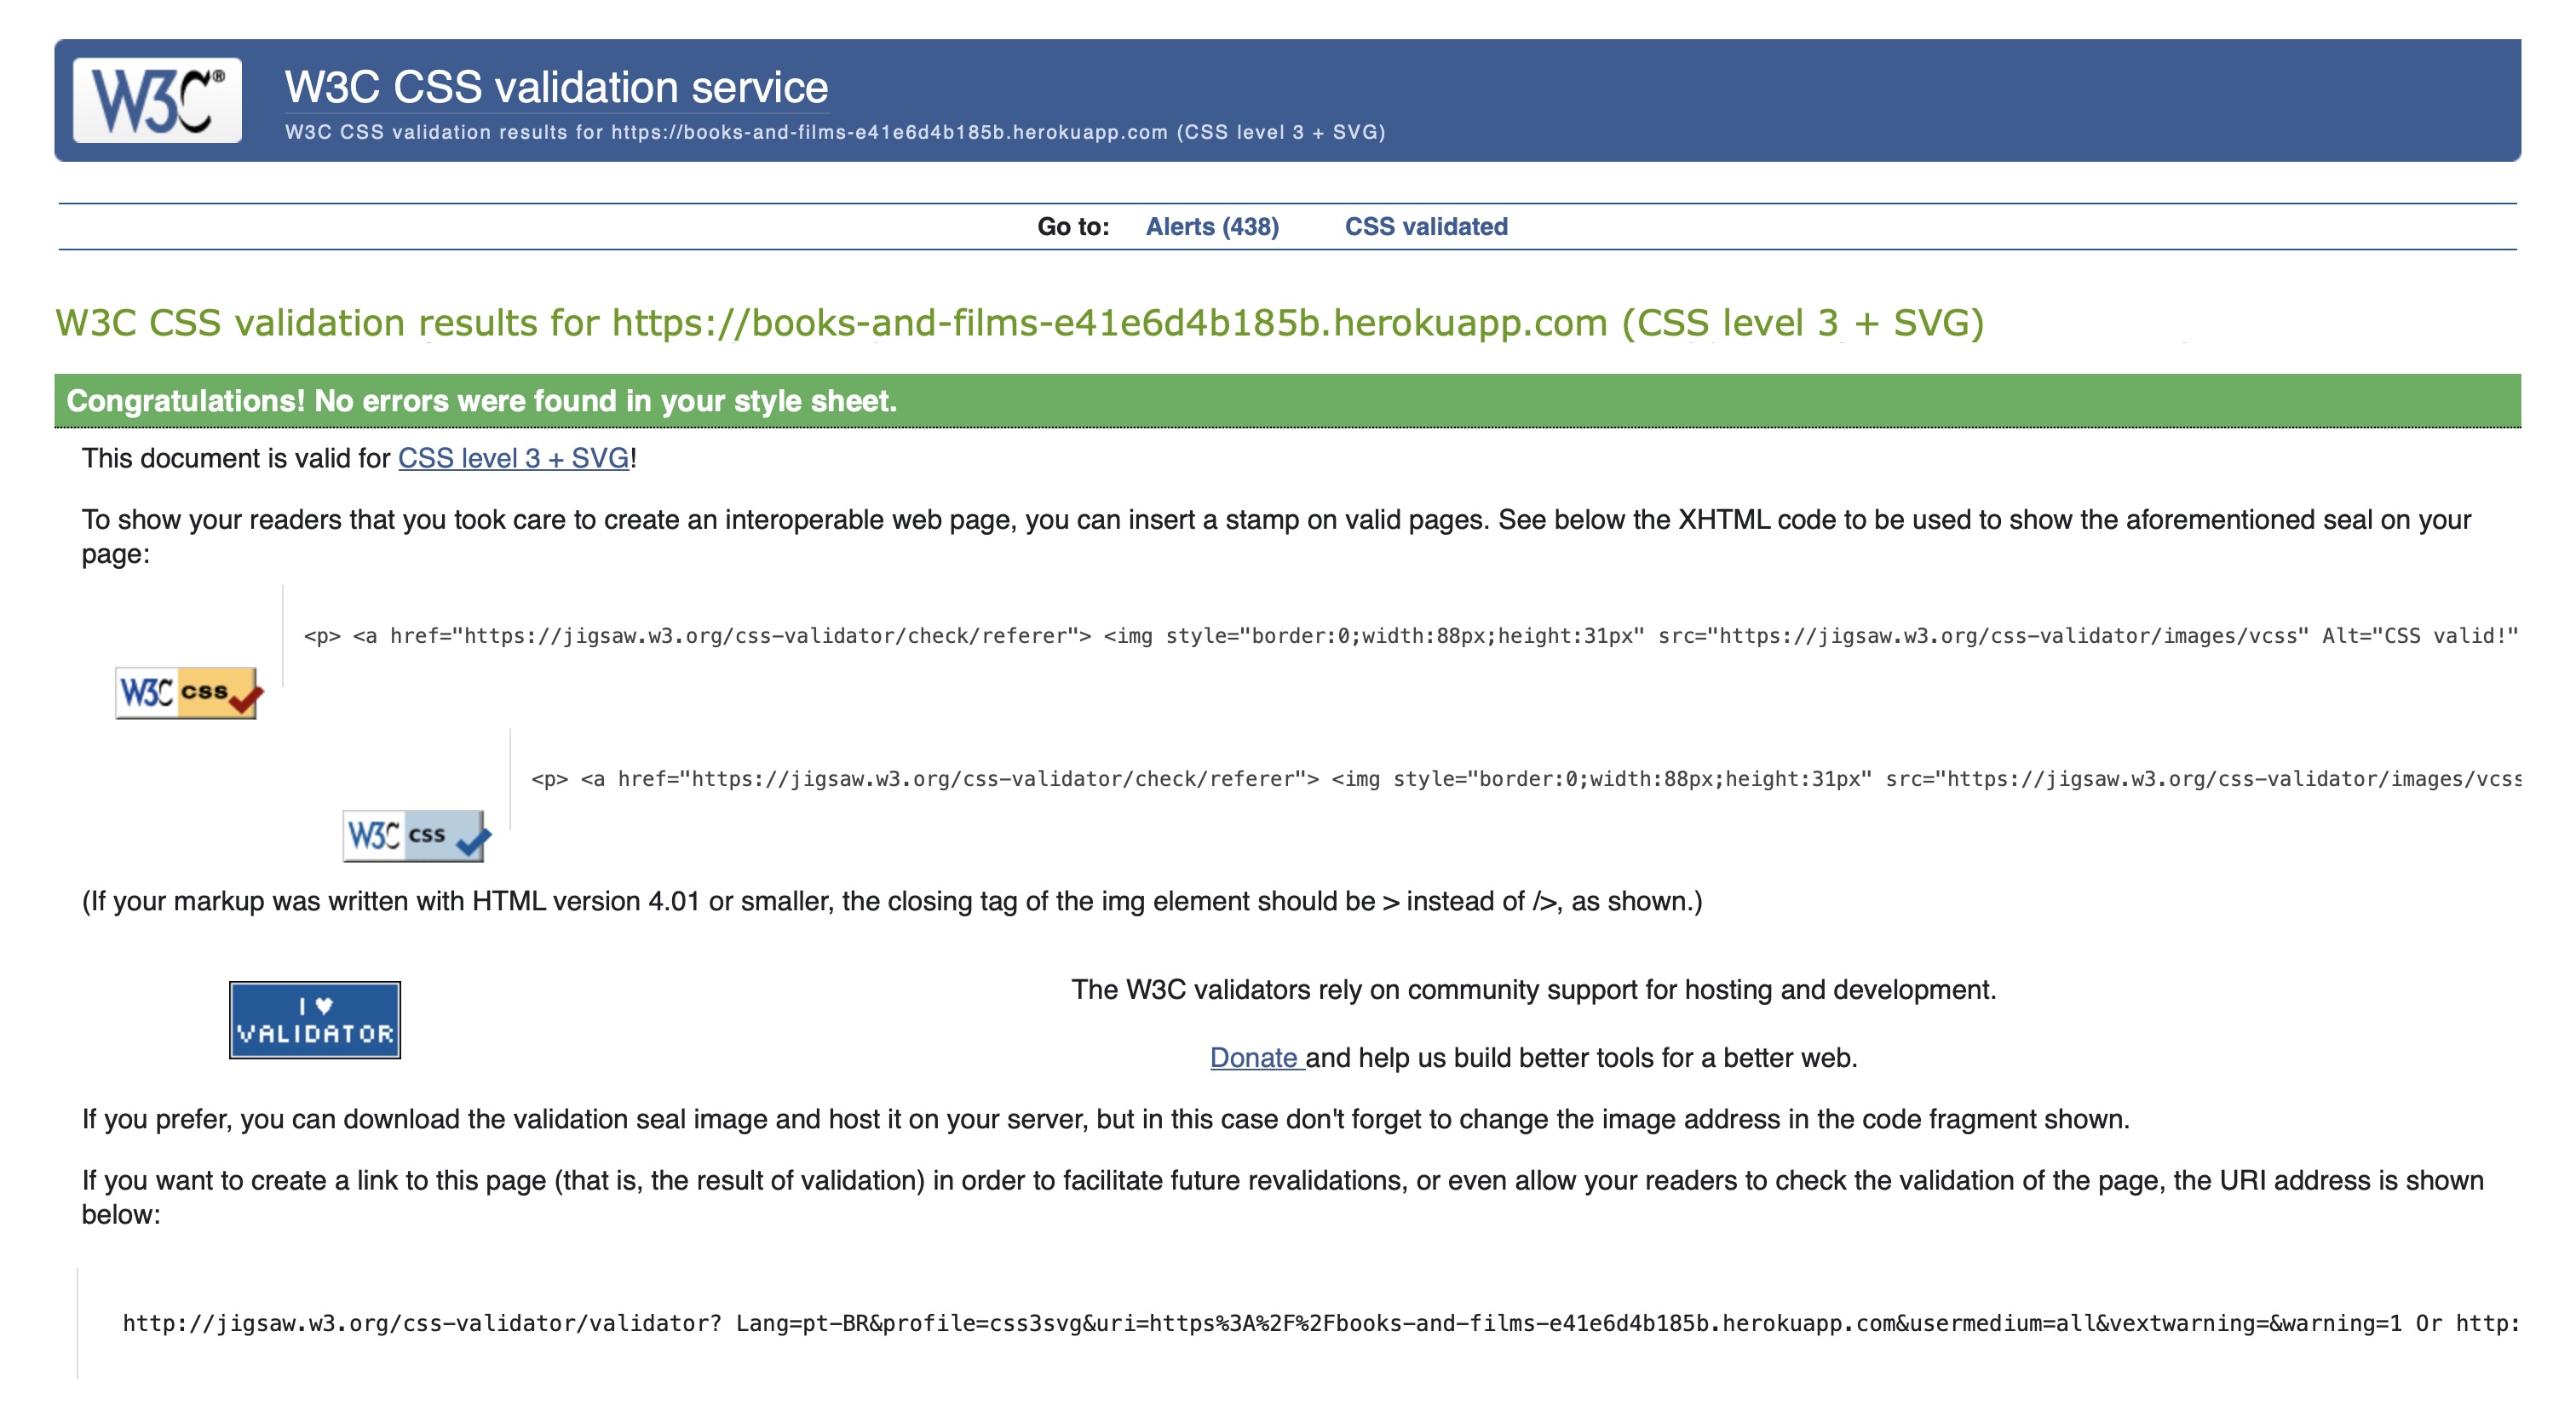 W3C®
W3C CSS validation service
W3C CSS validation results for https://books-and-films-e41e6d4b185b.herokuapp.com (CSS level 3 + SVG)
Go to: Alerts (438) CSS validated
W3C CSS validation results for https://books-and-films-e41e6d4b185b.herokuapp.com (CSS level 3 + SVG)
Congratulations! No errors were found in your style sheet.
This document is valid for CSS level 3 + SVG!
To show your readers that you took care to create an interoperable web page, you can insert a stamp on valid pages. See below the XHTML code to be used to show the aforementioned seal on your
page:
<p> <a href="https://jigsaw.w3.org/css-validator/check/referer"> <img style="border:0;width:88px;height:31px" src="https://jigsaw.w3.org/css-validator/images/vcss" Alt="CSS valid!"
W3C css
<p> <a href="https://jigsaw.w3.org/css-validator/check/referer"> <img style="border:0;width:88px;height:31px" src="https://jigsaw.w3.org/css-validator/images/vcss
W3C css
(If your markup was written with HTML version 4.01 or smaller, the closing tag of the img element should be > instead of />, as shown.)
I ♥
VALIDATOR
The W3C validators rely on community support for hosting and development.
Donate and help us build better tools for a better web.
If you prefer, you can download the validation seal image and host it on your server, but in this case don't forget to change the image address in the code fragment shown.
If you want to create a link to this page (that is, the result of validation) in order to facilitate future revalidations, or even allow your readers to check the validation of the page, the URI address is shown
below:
http://jigsaw.w3.org/css-validator/validator? Lang=pt-BR&profile=css3svg&uri=https%3A%2F%2Fbooks-and-films-e41e6d4b185b.herokuapp.com&usermedium=all&vextwarning=&warning=1 Or http: